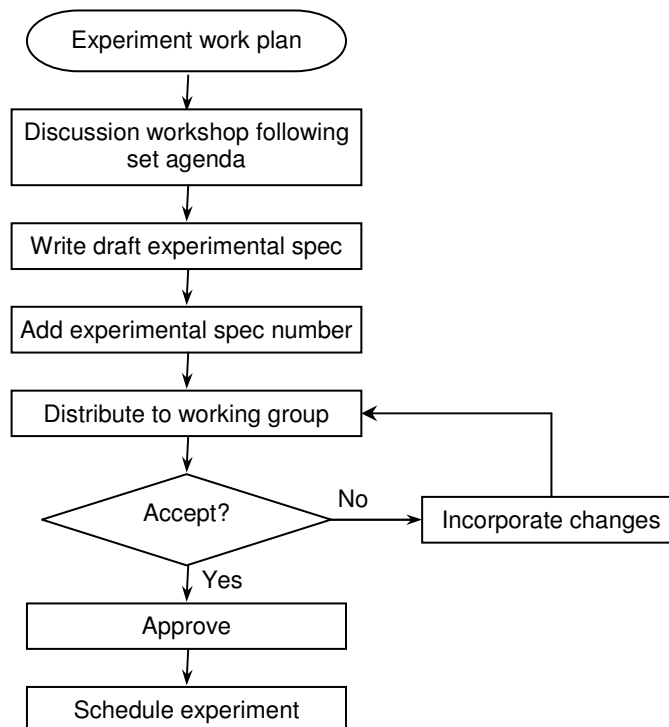 Experiment work plan
Discussion workshop following
set agenda
Write draft experimental spec
Add experimental spec number
Distribute to working group
Accept?
No
Incorporate changes
Yes
Approve
Schedule experiment